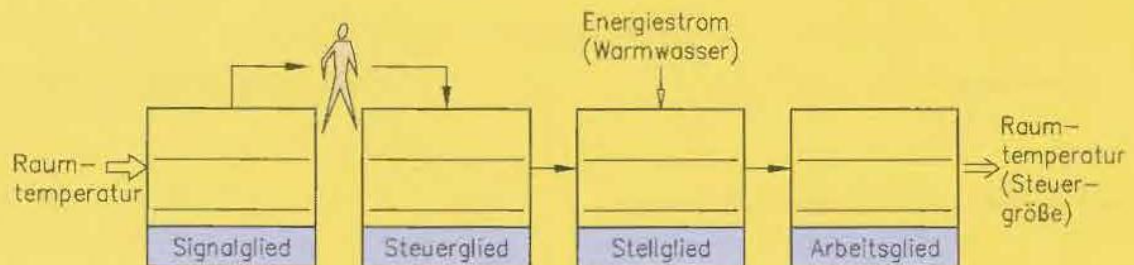 Energiestrom
(Warmwasser)
Raum-
temperatur
Raum-
temperatur
(Steuer-
größe)
Signalglied
Steuerglied
Stellglied
Arbeitsglied